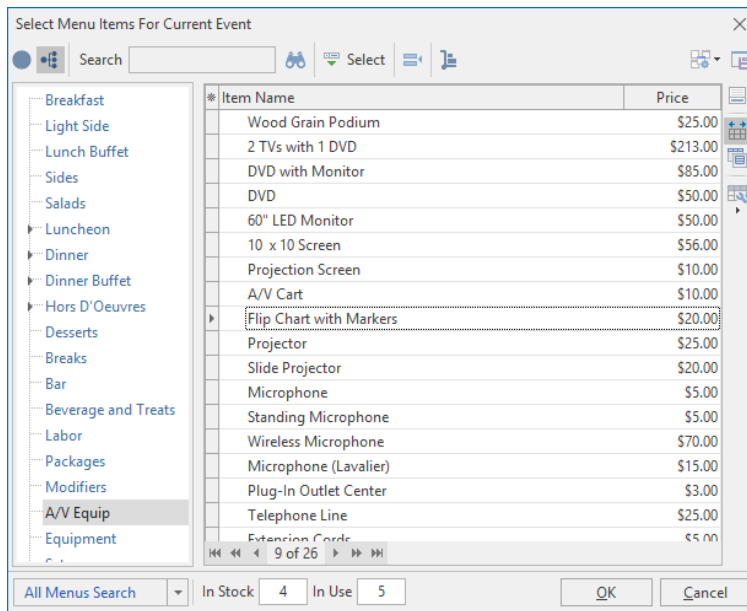 Select Menu Items For Current Event
Search
Select
Breakfast
Light Side
Lunch Buffet
Sides
Salads
Luncheon
Dinner
Dinner Buffet
Hors D'Oeuvres
Desserts
Breaks
Bar
Beverage and Treats
Labor
Packages
Modifiers
A/V Equip
Equipment
Item Name Price
Wood Grain Podium $25.00
2 TVs with 1 DVD $213.00
DVD with Monitor $85.00
DVD $50.00
60" LED Monitor $50.00
10 x 10 Screen $56.00
Projection Screen $10.00
A/V Cart $10.00
Flip Chart with Markers $20.00
Projector $25.00
Slide Projector $20.00
Microphone $5.00
Standing Microphone $5.00
Wireless Microphone $70.00
Microphone (Lavalier) $15.00
Plug-In Outlet Center $3.00
Telephone Line $25.00
Extension Cords $5.00
9 of 26
All Menus Search In Stock 4 In Use 5 OK Cancel